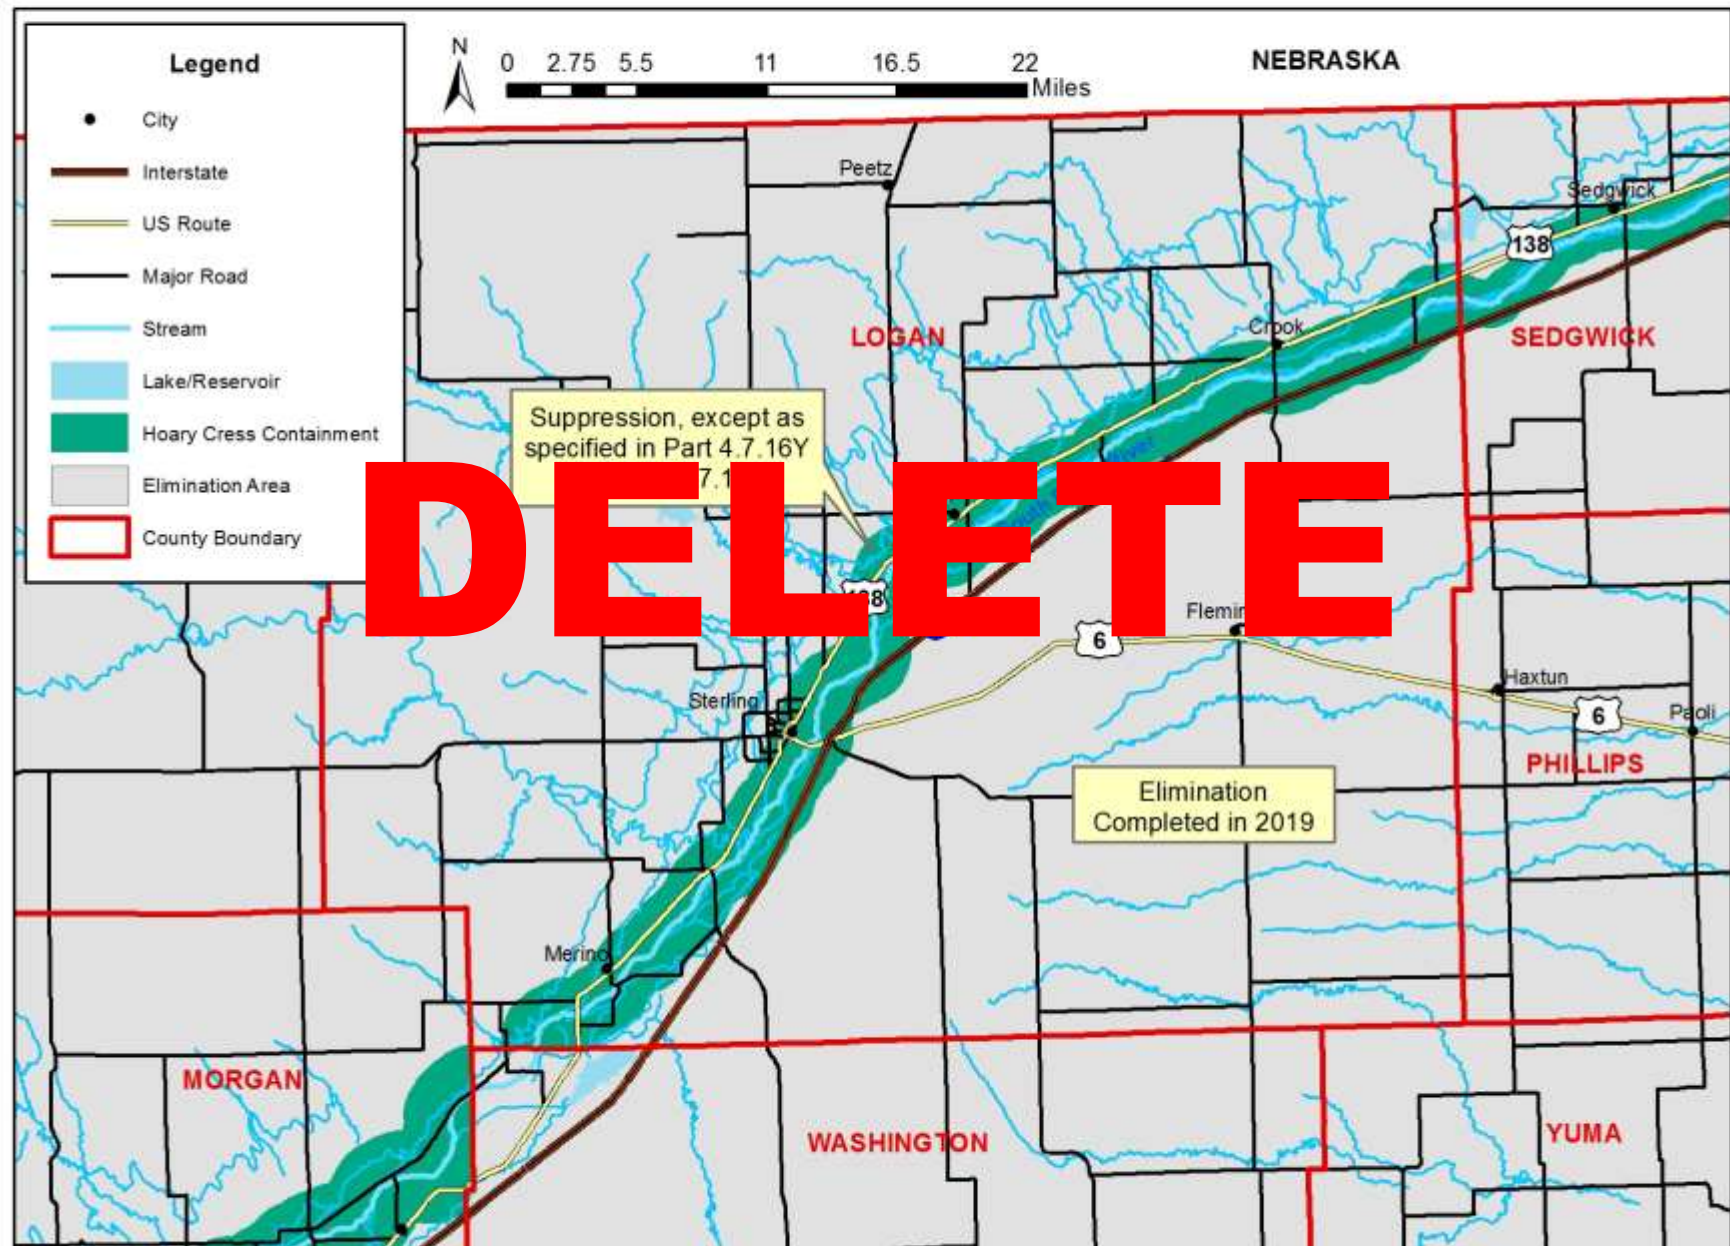 Legend
City
Interstate
US Route
Major Road
Stream
Lake/Reservoir
Hoary Cress Containment
Elimination Area
County Boundary
N
0 2.75 5.5 11 16.5 22
Miles
NEBRASKA
Peetz
Sedgwick
138
LOGAN
Crook
SEDGWICK
Suppression, except as
specified in Part 4.7.16Y
DELETE
6
Haxtun
6
Paoli
Sterling
PHILLIPS
Elimination
Completed in 2019
Merino
MORGAN
WASHINGTON
YUMA